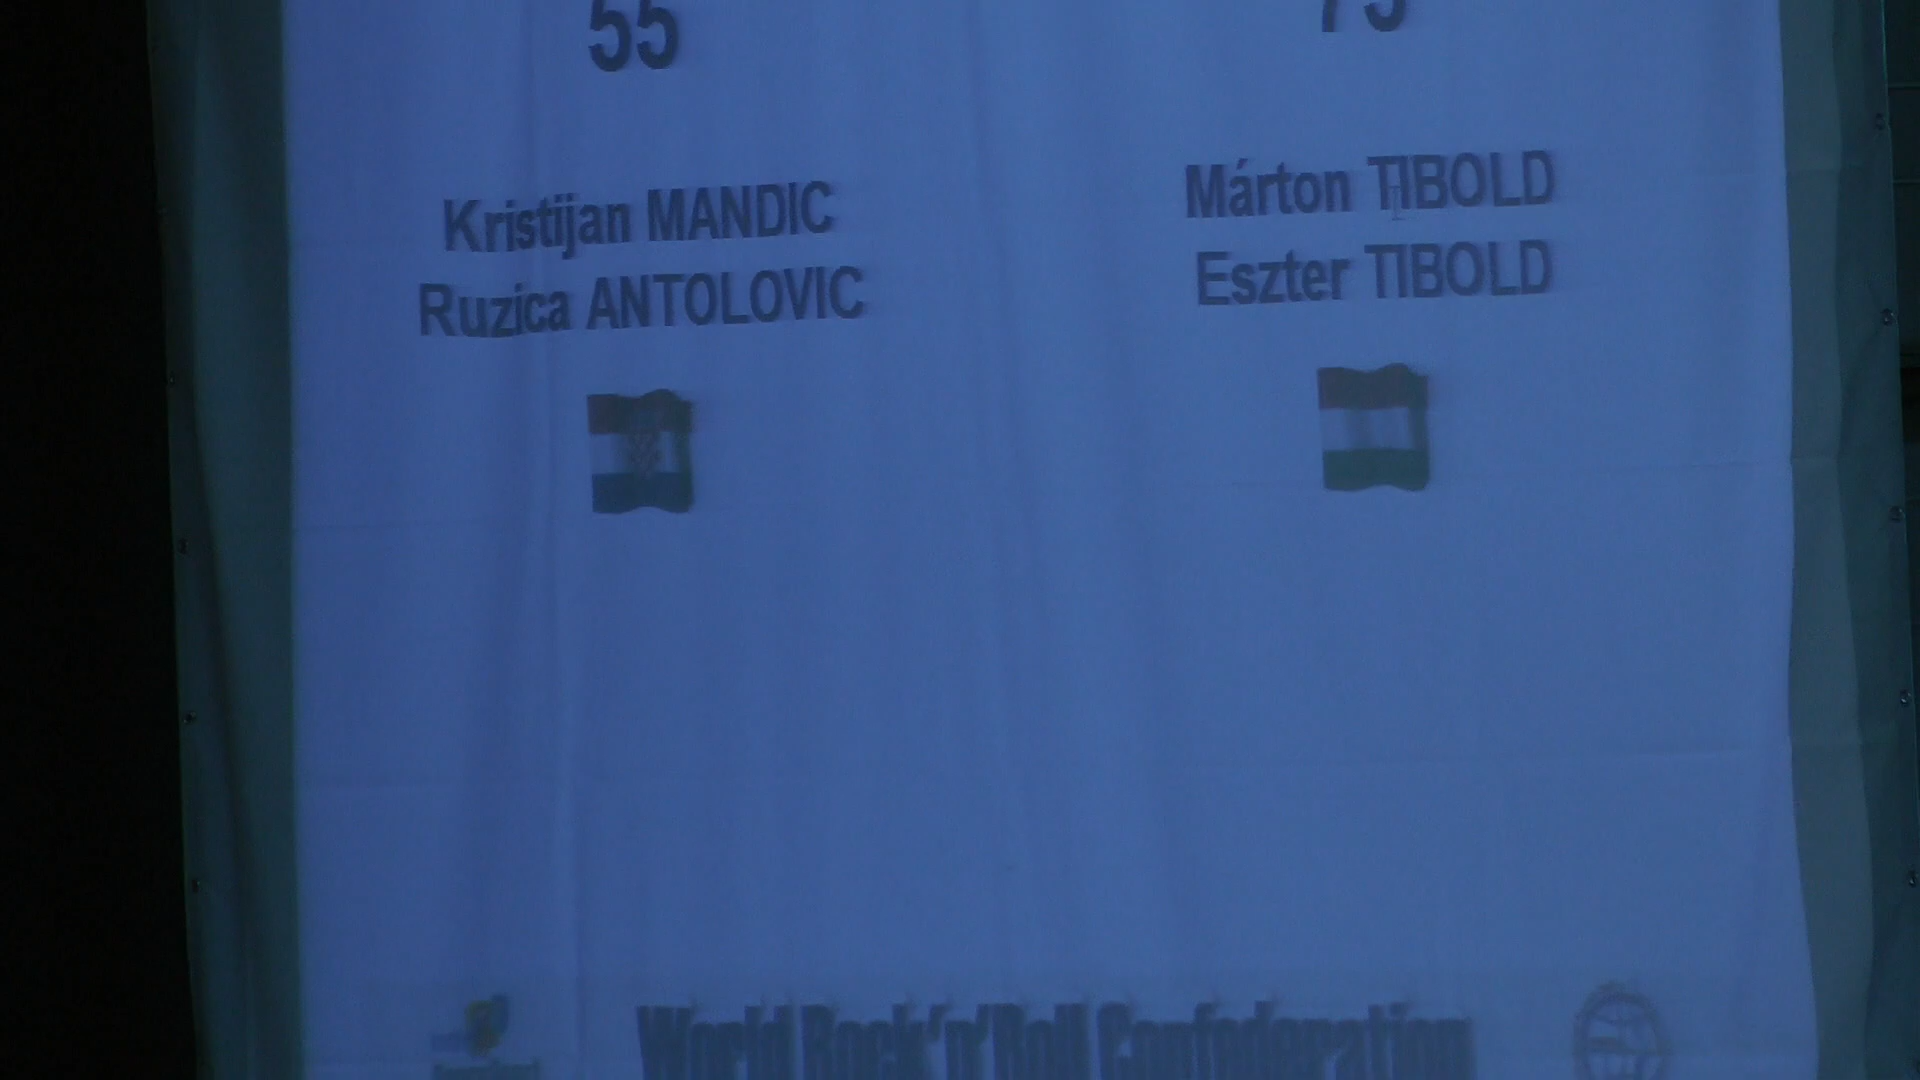 55
Kristijan MANDIC
Ruzica ANTOLOVIC
Márton TIBOLD
Eszter TIBOLD
World Rock'n'Roll Confederation